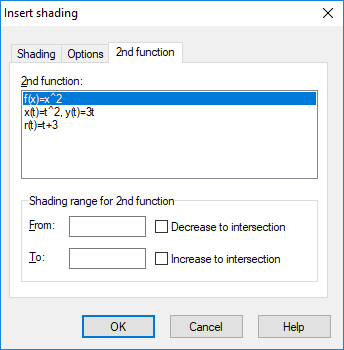 Insert shading
Shading Options 2nd function
2nd function:
f(x)=x^2
x(t)=t^2, y(t)=3t
r(t)=t+3
Shading range for 2nd function
From: Decrease to intersection
To: Increase to intersection
OK Cancel Help